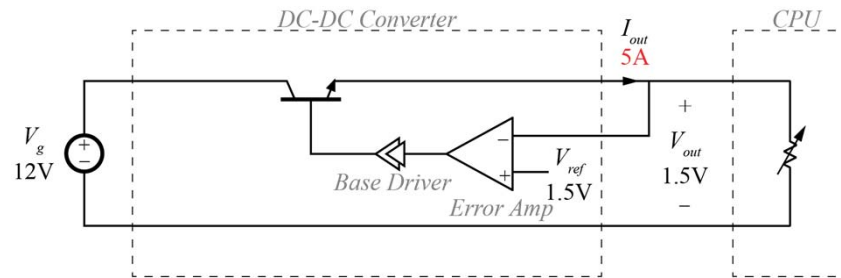 DC-DC Converter
CPU
I_out
5A
V_g
12V
+
−
Base Driver
−
+
Error Amp
V_ref
1.5V
+
V_out
1.5V
−